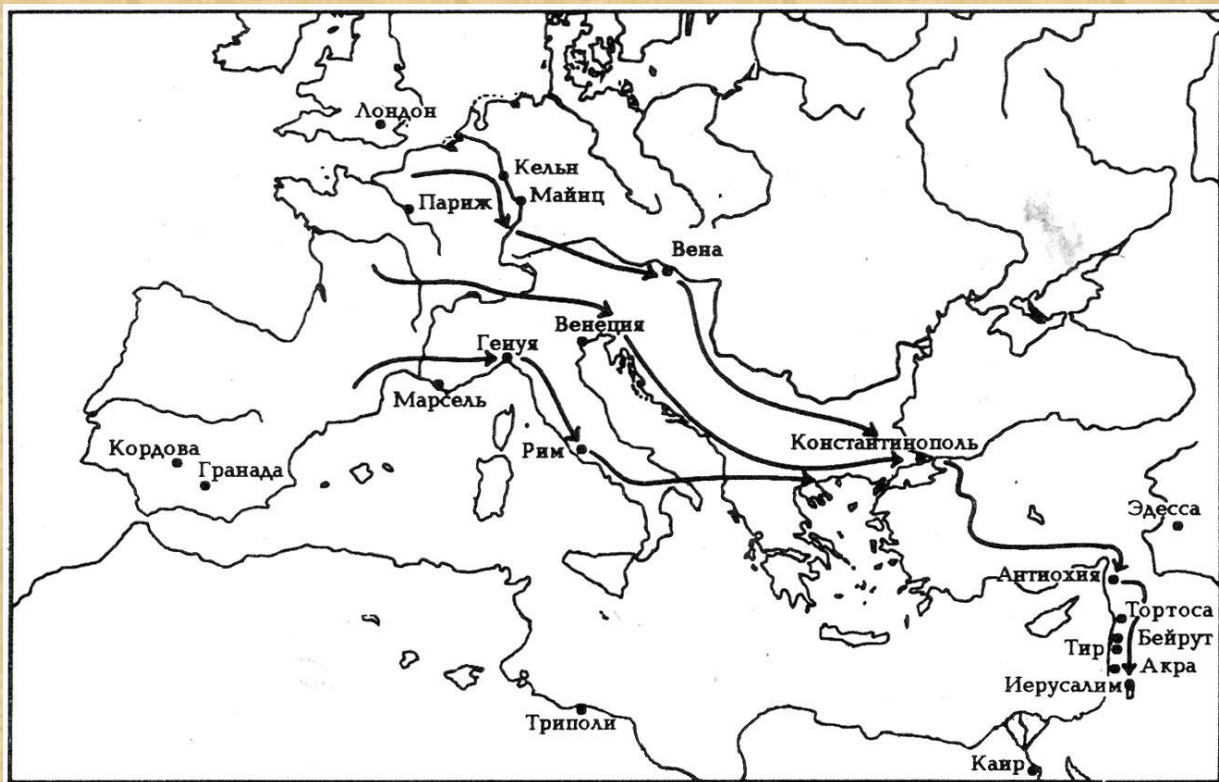 Лондон
Кельн
Майнц
Париж
Вена
Венеция
Генуя
Марсель
Константинополь
Рим
Кордова
Гранада
Эдесса
Антиохия
Тортоса
Бейрут
Тир
Акра
Иерусалим
Триполи
Каир